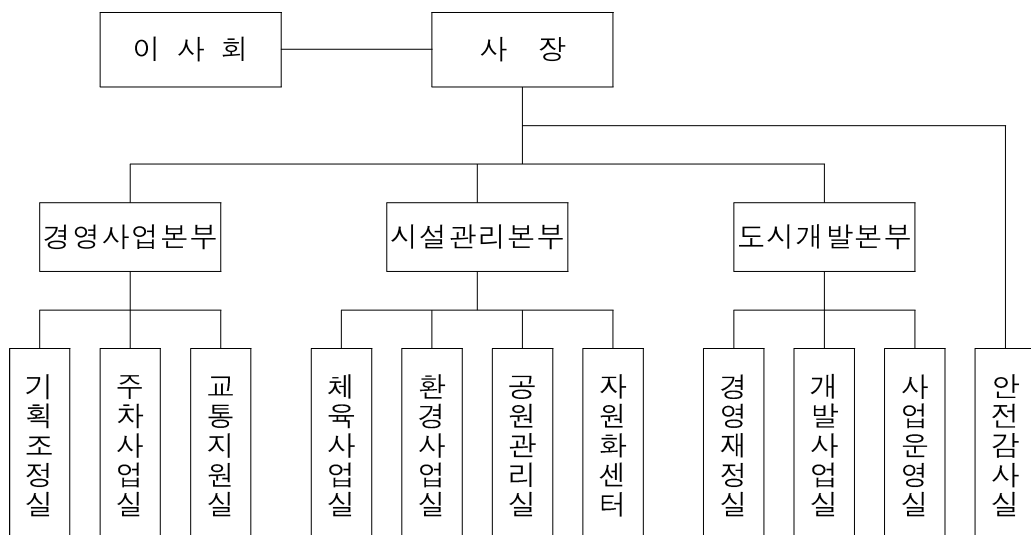 이 사 회
사 장
경영사업본부
시설관리본부
도시개발본부
기획조정실
주차사업실
교통지원실
체육사업실
환경사업실
공원관리실
자원화센터
경영재정실
개발사업실
사업운영실
안전감사실